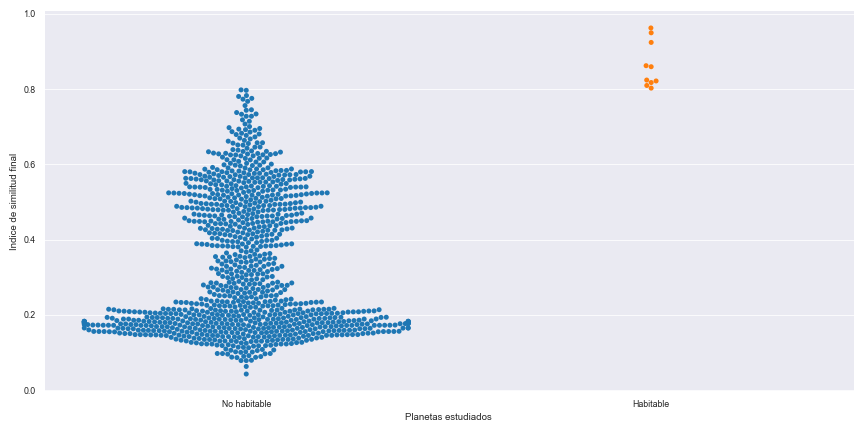 1.0
0.8
0.6
0.4
0.2
0.0
Indice de similitud final
No habitable
Habitable
Planetas estudiados